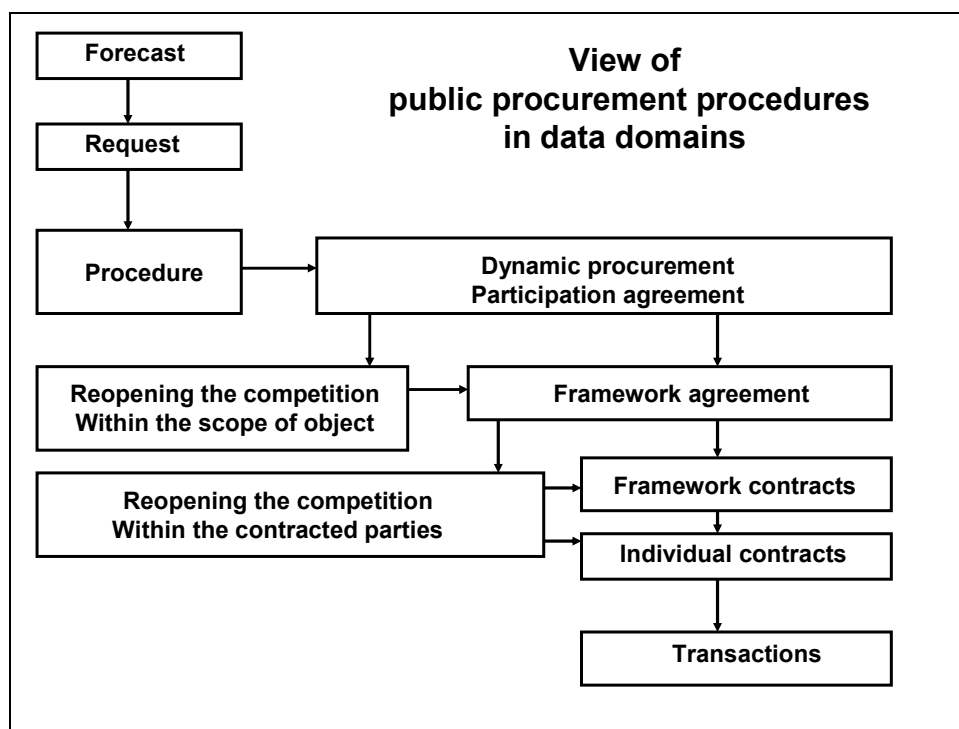 Forecast
View of
public procurement procedures
in data domains
Request
Procedure
Dynamic procurement
Participation agreement
Reopening the competition
Within the scope of object
Framework agreement
Reopening the competition
Within the contracted parties
Framework contracts
Individual contracts
Transactions